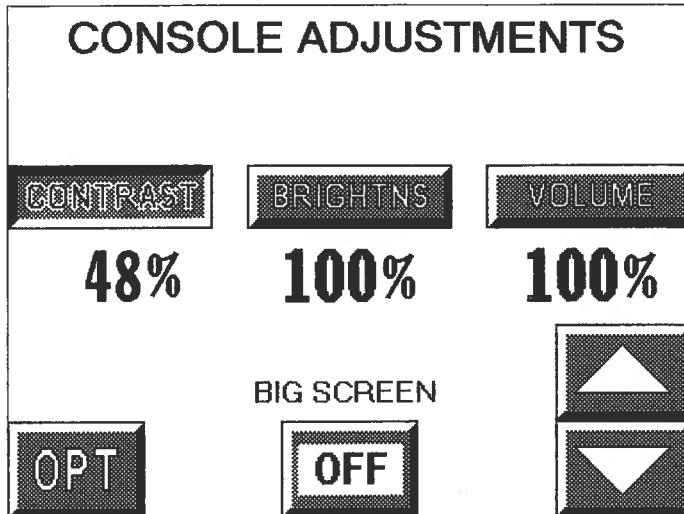 CONSOLE ADJUSTMENTS
CONTRAST BRIGHTNS VOLUME
48% 100% 100%
BIG SCREEN
OPT OFF